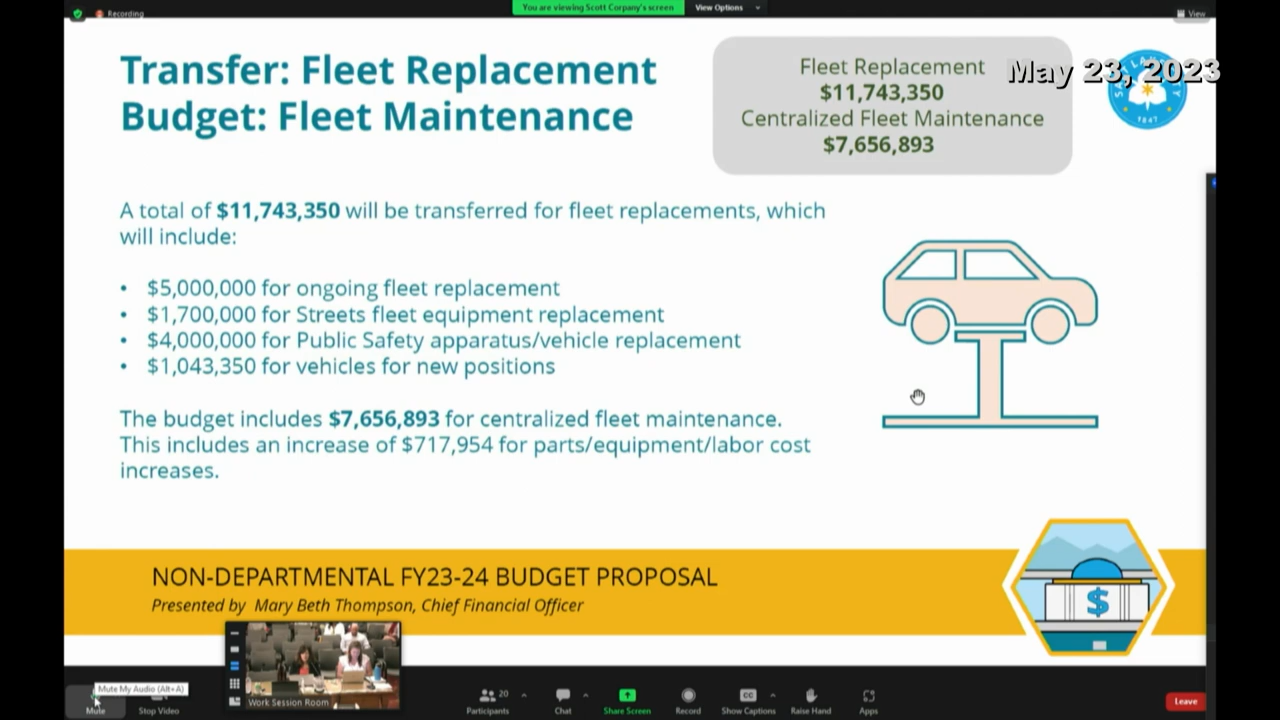 Recording
You are viewing Scott Corpany's screen
View Options
View
Transfer: Fleet Replacement
Budget: Fleet Maintenance
Fleet Replacement
$11,743,350
Centralized Fleet Maintenance
$7,656,893
May 23, 2023
1847
A total of $11,743,350 will be transferred for fleet replacements, which
will include:
• $5,000,000 for ongoing fleet replacement
• $1,700,000 for Streets fleet equipment replacement
• $4,000,000 for Public Safety apparatus/vehicle replacement
• $1,043,350 for vehicles for new positions
The budget includes $7,656,893 for centralized fleet maintenance.
This includes an increase of $717,954 for parts/equipment/labor cost
increases.
NON-DEPARTMENTAL FY23-24 BUDGET PROPOSAL
Presented by Mary Beth Thompson, Chief Financial Officer
$
Work Session Room
Mute My Audio (Alt+A)
Mute
Stop Video
Participants
20
Chat
Share Screen
Record
CC
Show Captions
Raise Hand
Apps
Leave